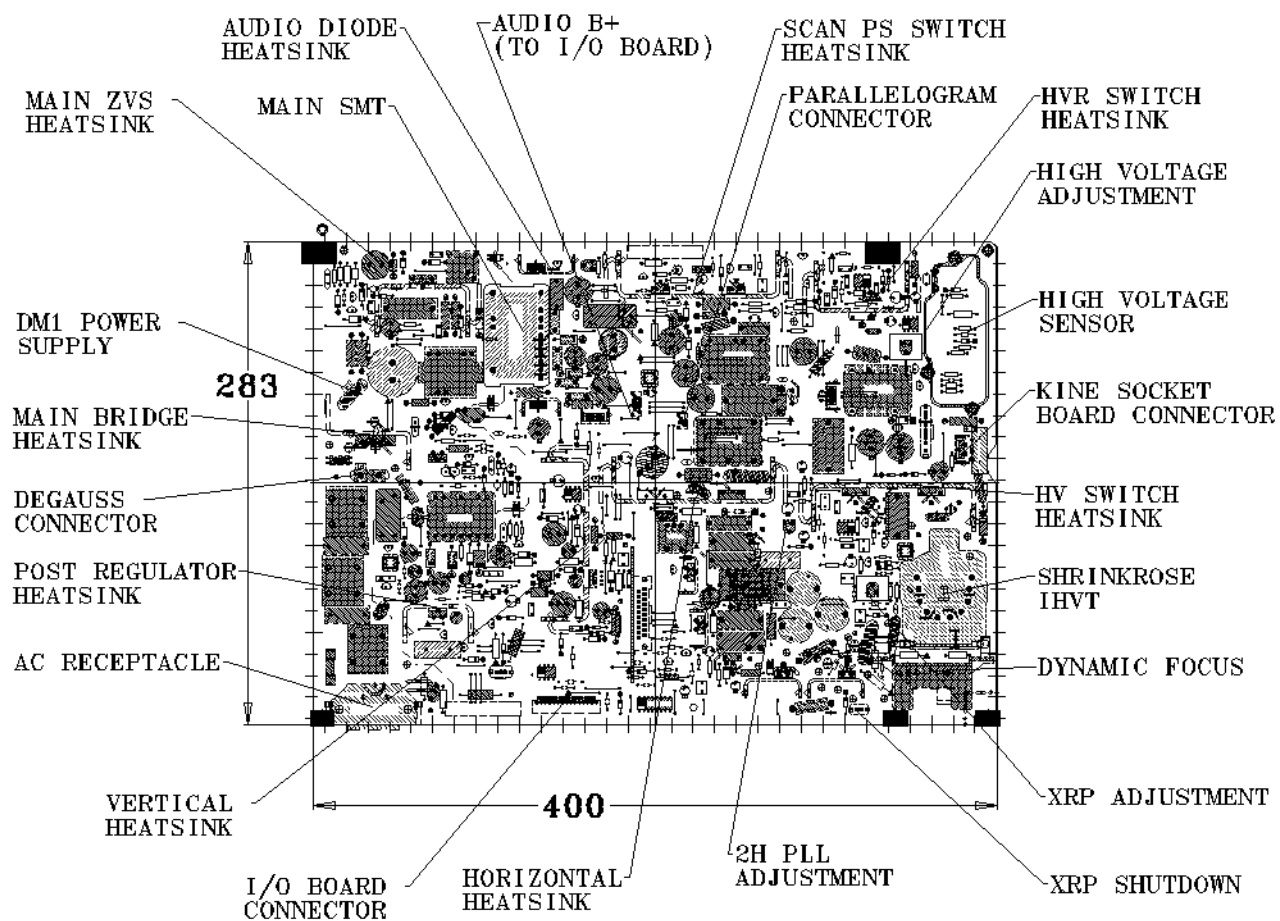 AUDIO DIODE
HEATSINK
AUDIO B+
(TO I/O BOARD)
SCAN PS SWITCH
HEATSINK
MAIN ZVS
HEATSINK
MAIN SMT
PARALLELOGRAM
CONNECTOR
HVR SWITCH
HEATSINK
HIGH VOLTAGE
ADJUSTMENT
DM1 POWER
SUPPLY
HIGH VOLTAGE
SENSOR
283
MAIN BRIDGE
HEATSINK
KINE SOCKET
BOARD CONNECTOR
DEGAUSS
CONNECTOR
HV SWITCH
HEATSINK
POST REGULATOR
HEATSINK
SHRINKROSE
IHVT
AC RECEPTACLE
DYNAMIC FOCUS
VERTICAL
HEATSINK
400
XRP ADJUSTMENT
I/O BOARD
CONNECTOR
HORIZONTAL
HEATSINK
2H PLL
ADJUSTMENT
XRP SHUTDOWN